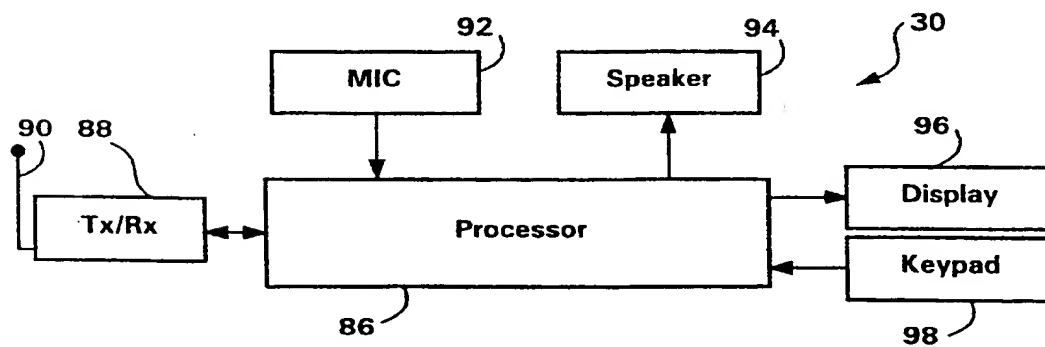 92
MIC
94
Speaker
30
90
88
Tx/Rx
Processor
86
96
Display
Keypad
98